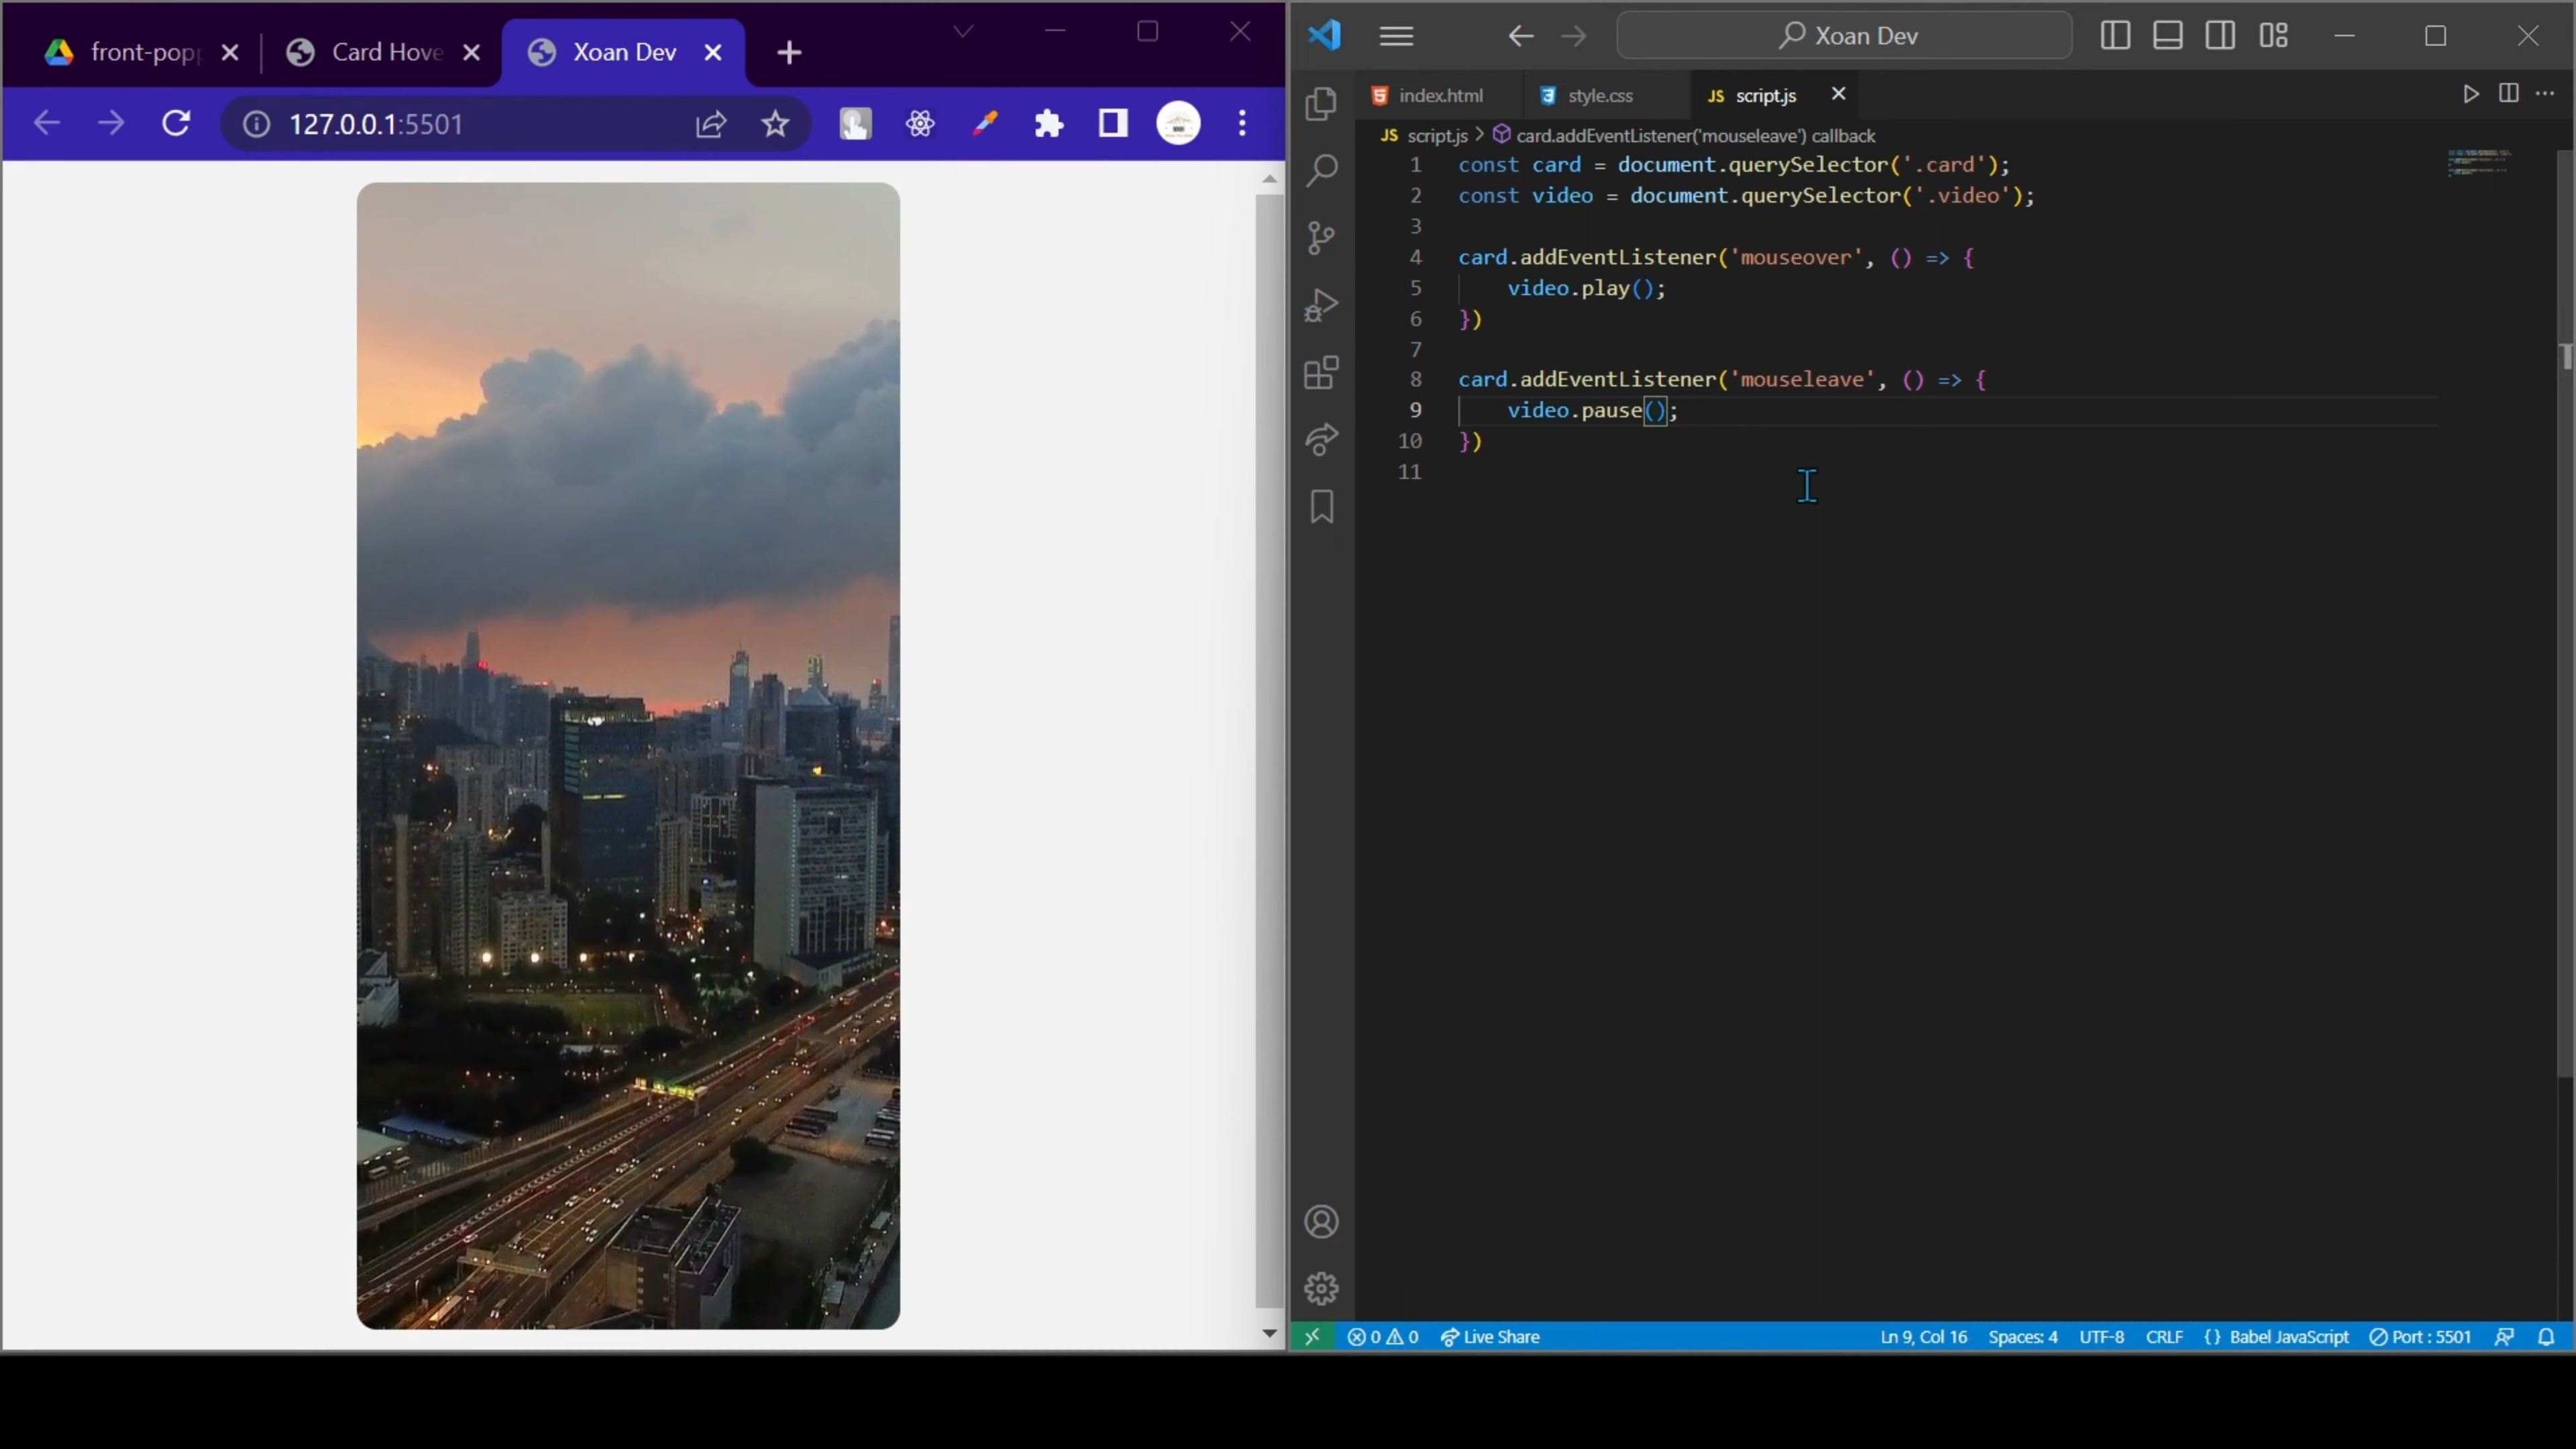 front-pop
Card Hove
Xoan Dev
127.0.0.1:5501
Xoan Dev
index.html
style.css
JS script.js
JS script.js > card.addEventListener('mouseleave') callback
1 const card = document.querySelector('.card');
2 const video = document.querySelector('.video');
3
4 card.addEventListener('mouseover', () => {
5 video.play();
6 })
7
8 card.addEventListener('mouseleave', () => {
9 video.pause();
10 })
11
0 0 Live Share Ln 9, Col 16 Spaces: 4 UTF-8 CRLF {} Babel JavaScript Port : 5501